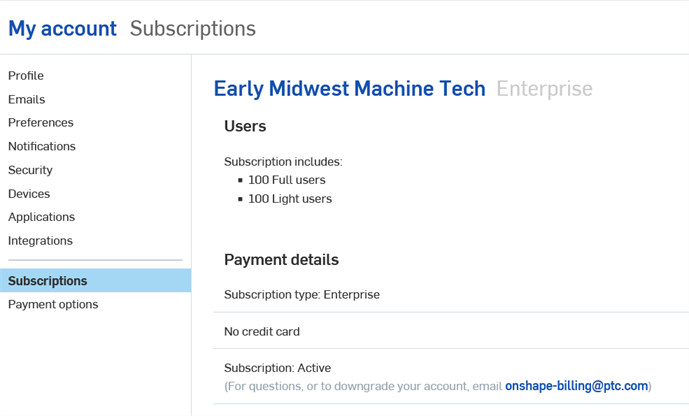 My account Subscriptions
Profile
Emails
Preferences
Notifications
Security
Devices
Applications
Integrations
Subscriptions
Payment options
Early Midwest Machine Tech Enterprise
Users
Subscription includes:
▪ 100 Full users
▪ 100 Light users
Payment details
Subscription type: Enterprise
No credit card
Subscription: Active
(For questions, or to downgrade your account, email onshape-billing@ptc.com)